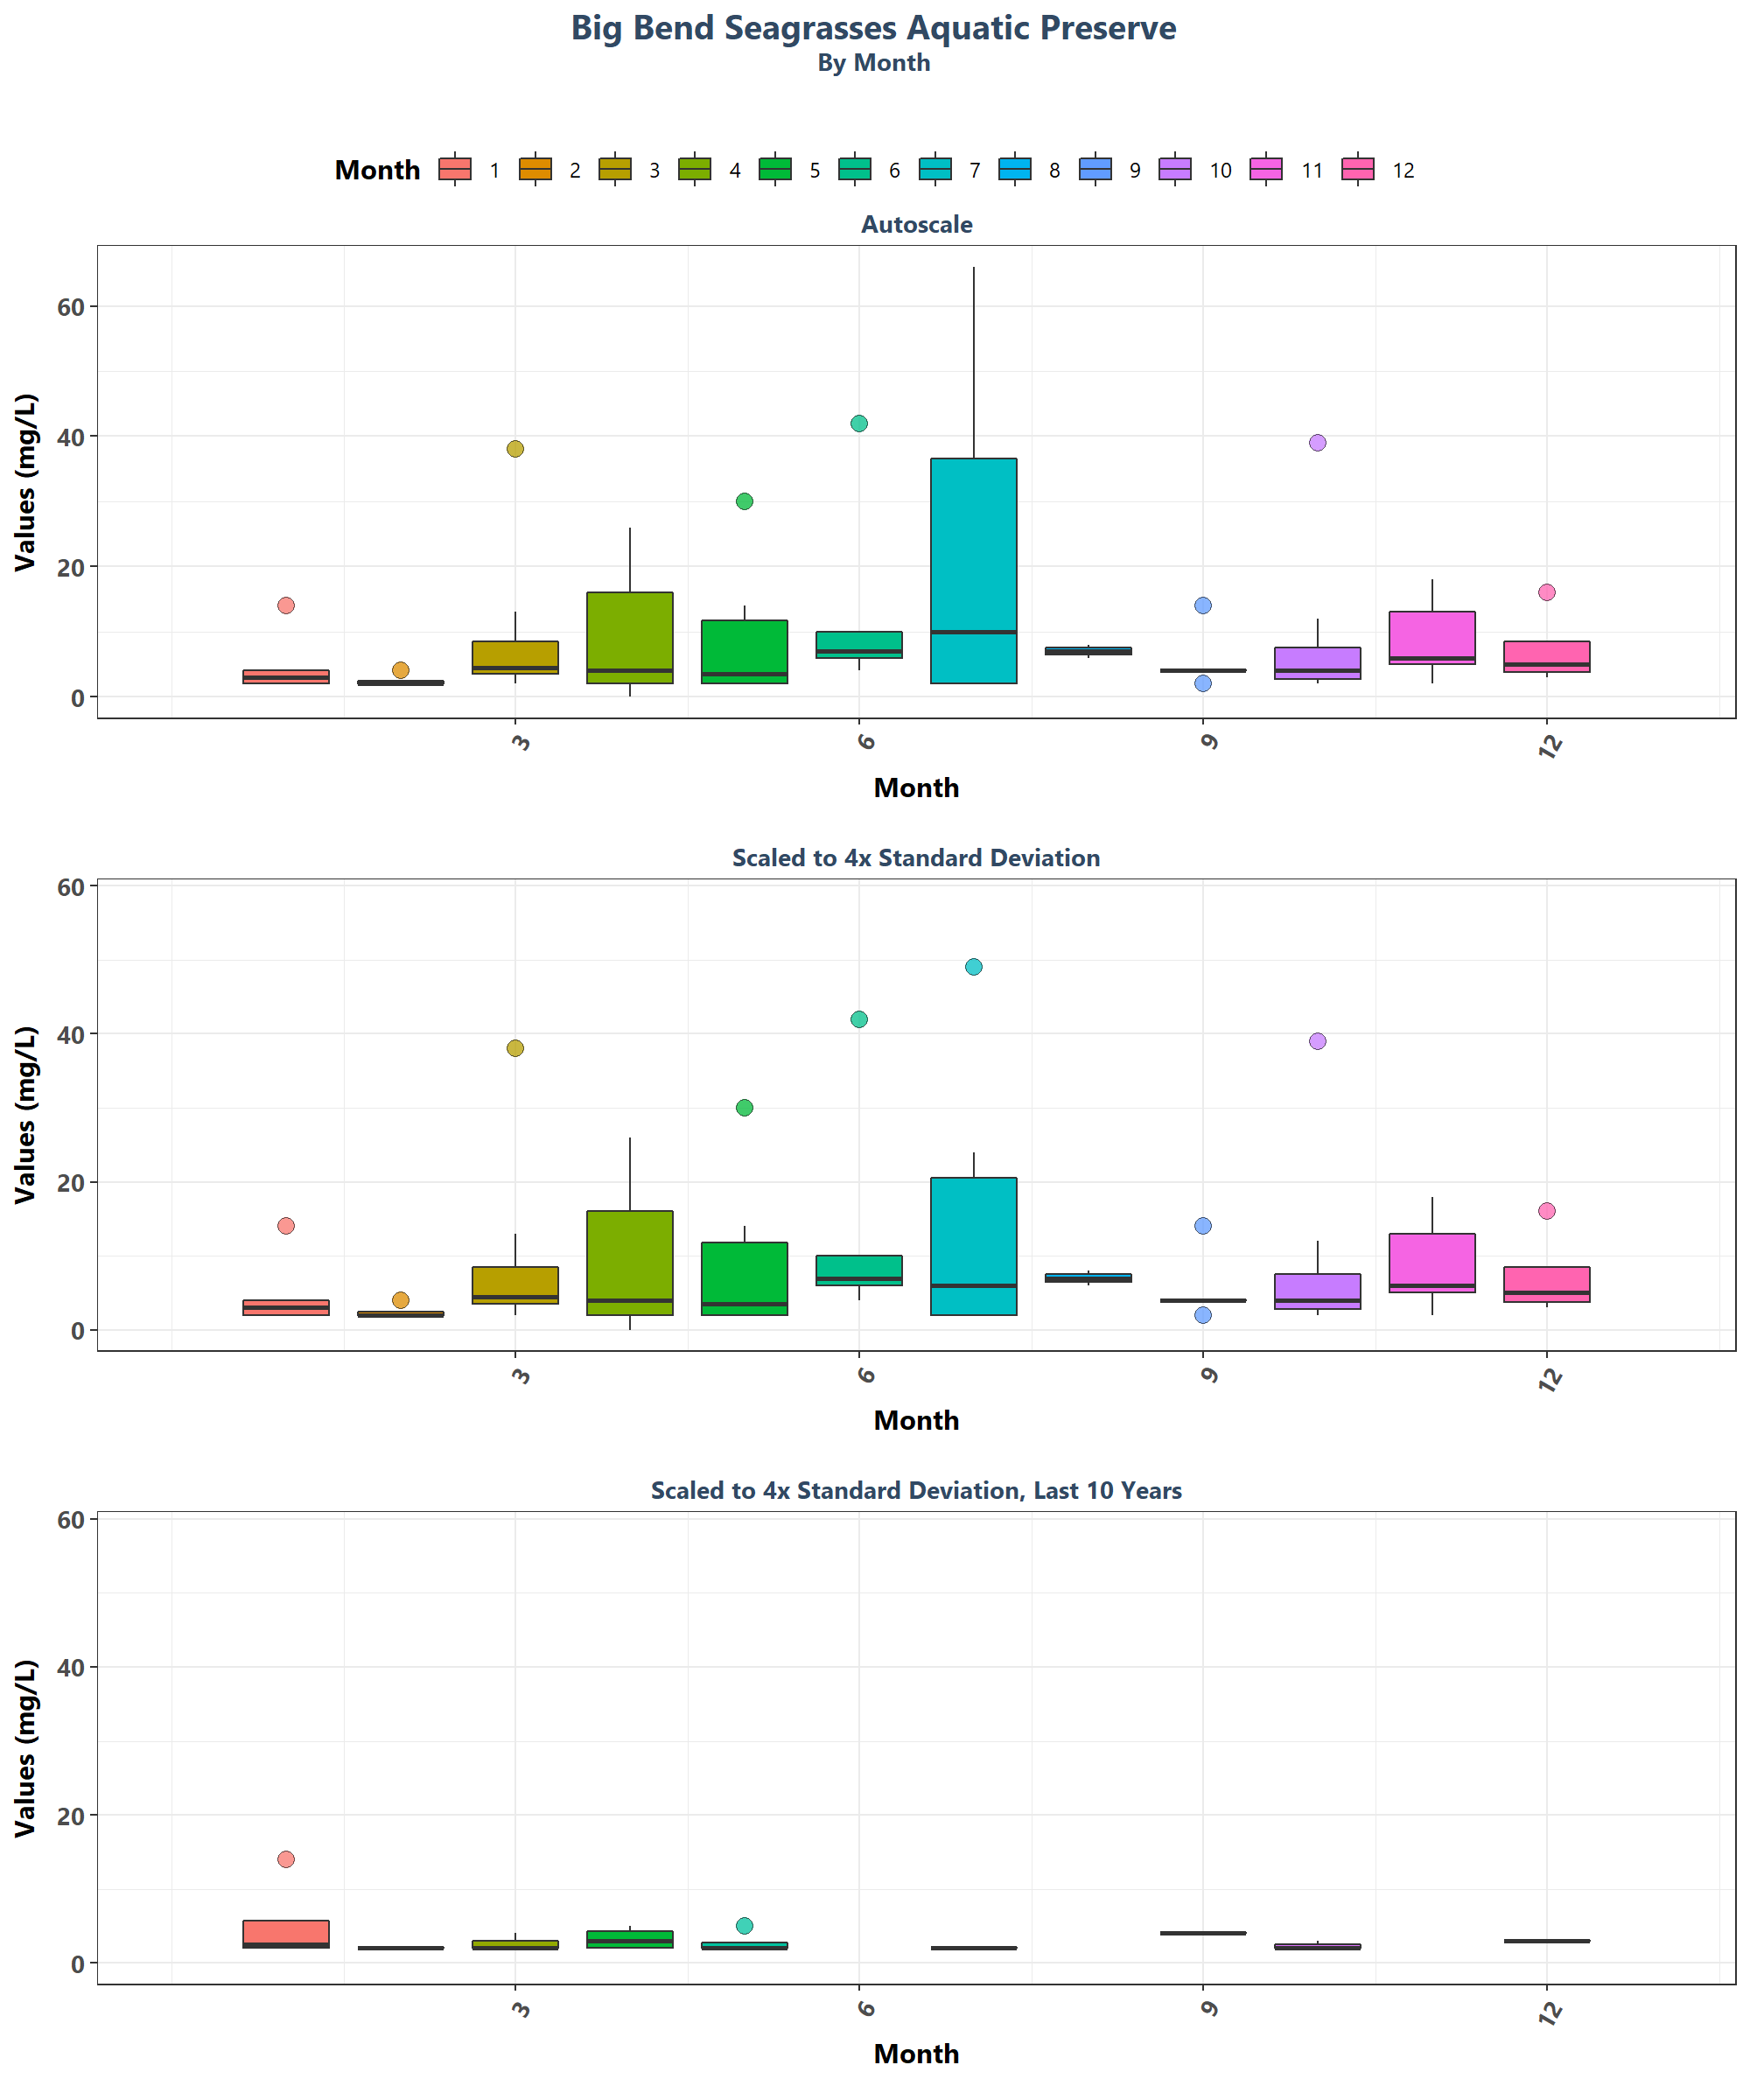 Big Bend Seagrasses Aquatic Preserve
By Month
Month 1 2 3 4 5 6 7 8 9 10 11 12
Autoscale
Values (mg/L)
60
40
20
0
3 6 9 12
Month
Scaled to 4x Standard Deviation
Values (mg/L)
60
40
20
0
3 6 9 12
Month
Scaled to 4x Standard Deviation, Last 10 Years
Values (mg/L)
60
40
20
0
3 6 9 12
Month